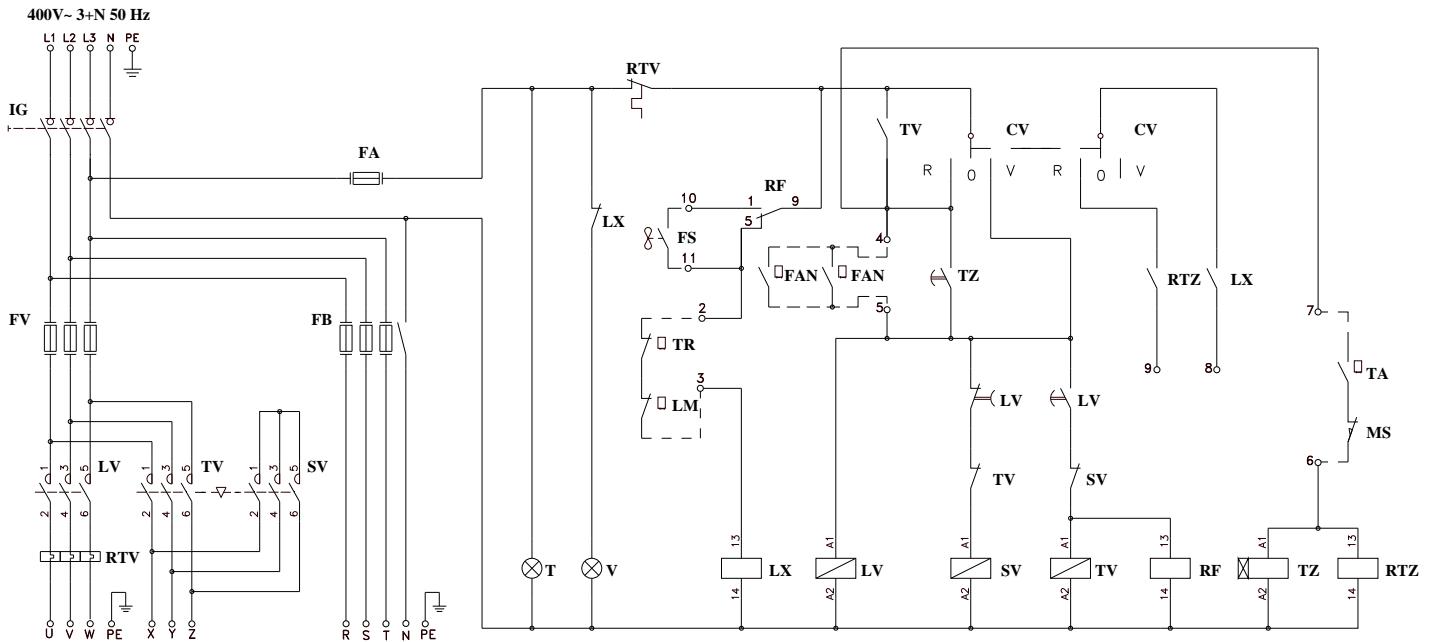 400V~ 3+N 50 Hz
L1 L2 L3 N PE
RTV
IG
TV CV CV
FA
R 0 V R 0 V
RF
10 1 9
5
LX FS
4
11 FAN FAN TZ RTZ LX
2 5
7
FV FB
TR
3 9 8 TA
LM LV LV
MS
6
LV TV SV
1 3 5 1 3 5 1 3 5
TV SV
2 4 6 2 4 6 2 4 6
13 A1 A1 A1 13 A1 13
RTV
T V LX LV SV TV RF TZ RTZ
14 A2 A2 A2 14 A2 14
U V W PE X Y Z R S T N PE